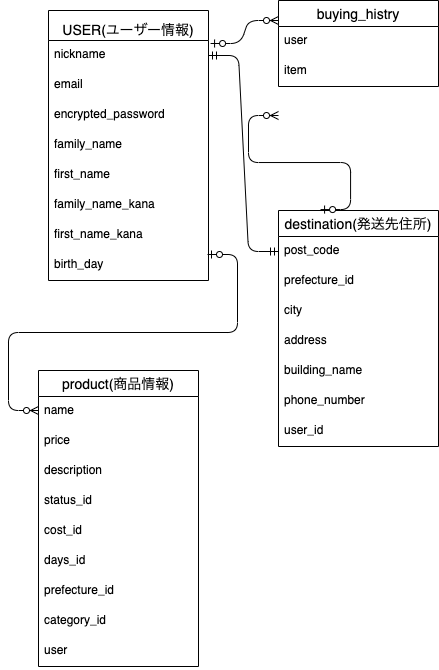 USER(ユーザー情報)
nickname
email
encrypted_password
family_name
first_name
family_name_kana
first_name_kana
birth_day
buying_histry
user
item
destination(発送先住所)
post_code
prefecture_id
city
address
building_name
phone_number
user_id
product(商品情報)
name
price
description
status_id
cost_id
days_id
prefecture_id
category_id
user